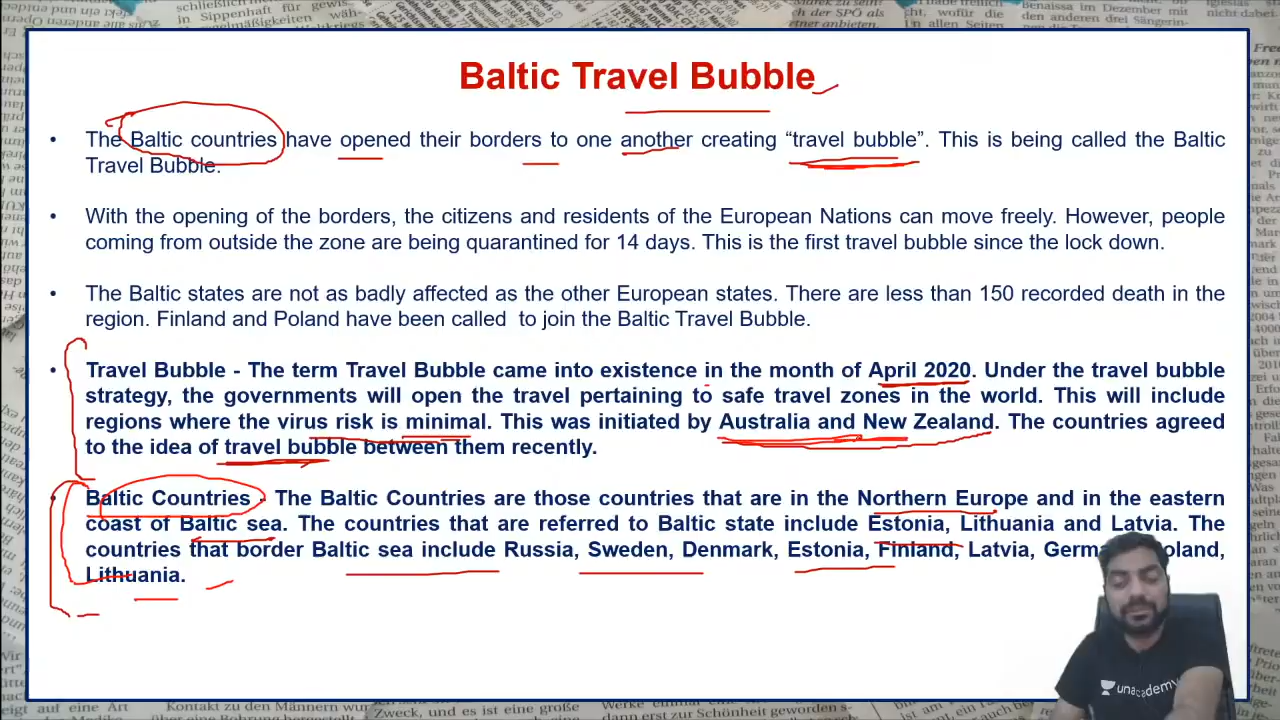 Baltic Travel Bubble
• The Baltic countries have opened their borders to one another creating “travel bubble”. This is being called the Baltic
Travel Bubble.
• With the opening of the borders, the citizens and residents of the European Nations can move freely. However, people
coming from outside the zone are being quarantined for 14 days. This is the first travel bubble since the lock down.
• The Baltic states are not as badly affected as the other European states. There are less than 150 recorded death in the
region. Finland and Poland have been called to join the Baltic Travel Bubble.
• Travel Bubble - The term Travel Bubble came into existence in the month of April 2020. Under the travel bubble
strategy, the governments will open the travel pertaining to safe travel zones in the world. This will include
regions where the virus risk is minimal. This was initiated by Australia and New Zealand. The countries agreed
to the idea of travel bubble between them recently.
• Baltic Countries - The Baltic Countries are those countries that are in the Northern Europe and in the eastern
coast of Baltic sea. The countries that are referred to Baltic state include Estonia, Lithuania and Latvia. The
countries that border Baltic sea include Russia, Sweden, Denmark, Estonia, Finland, Latvia, Germ oland,
Lithuania.
unacademy